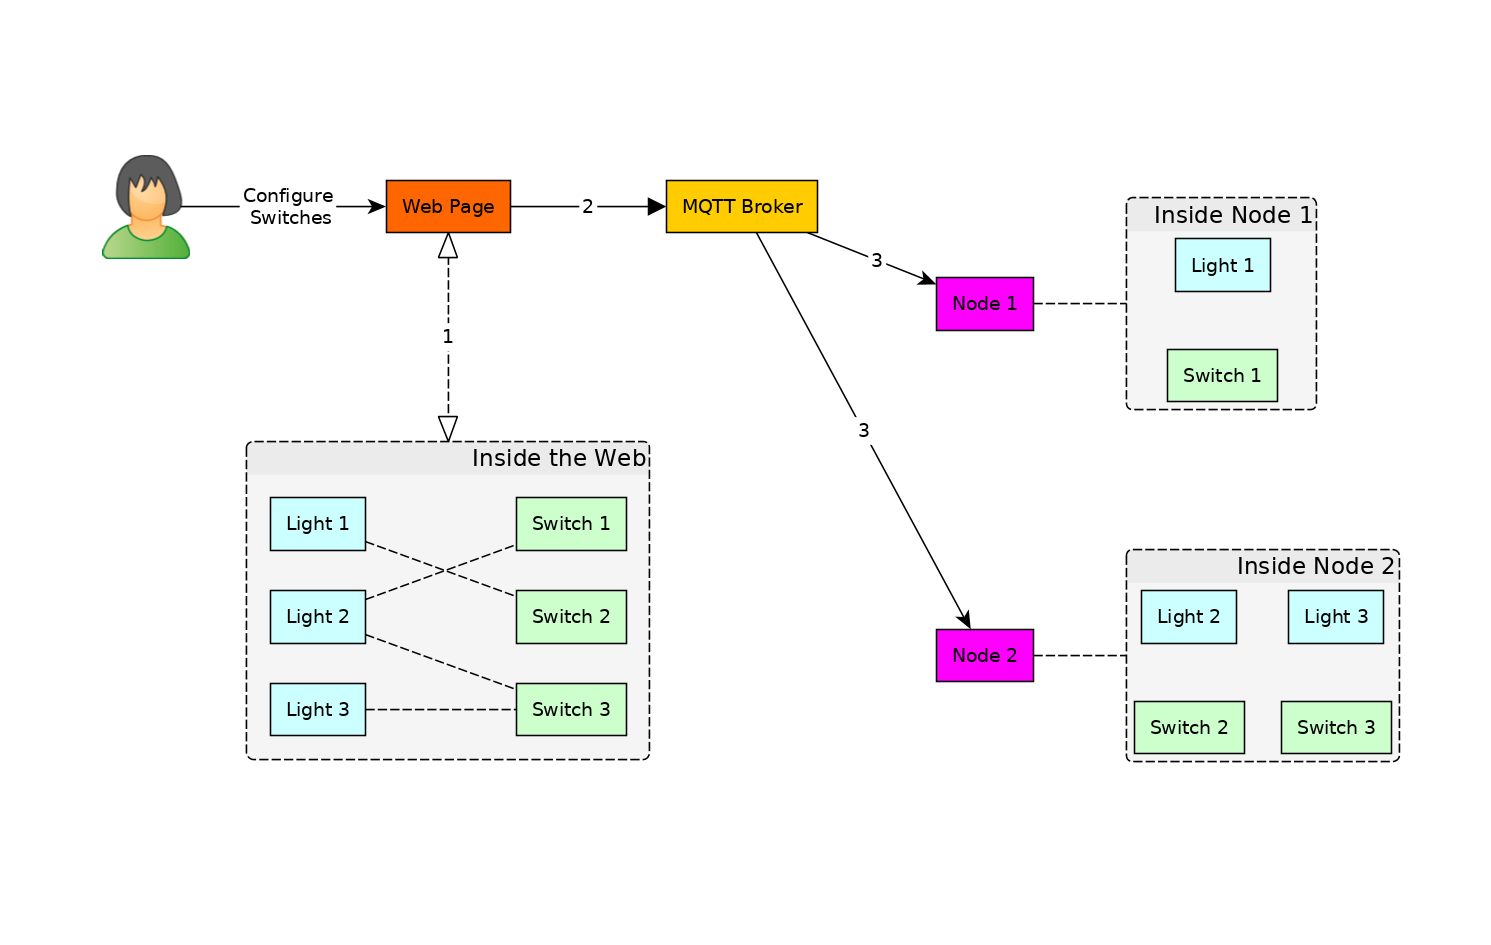 Configure
Switches
Web Page
2
MQTT Broker
3
Node 1
Inside Node 1
Light 1
Switch 1
1
3
Inside the Web
Light 1
Switch 1
Light 2
Switch 2
Light 3
Switch 3
Node 2
Inside Node 2
Light 2
Light 3
Switch 2
Switch 3